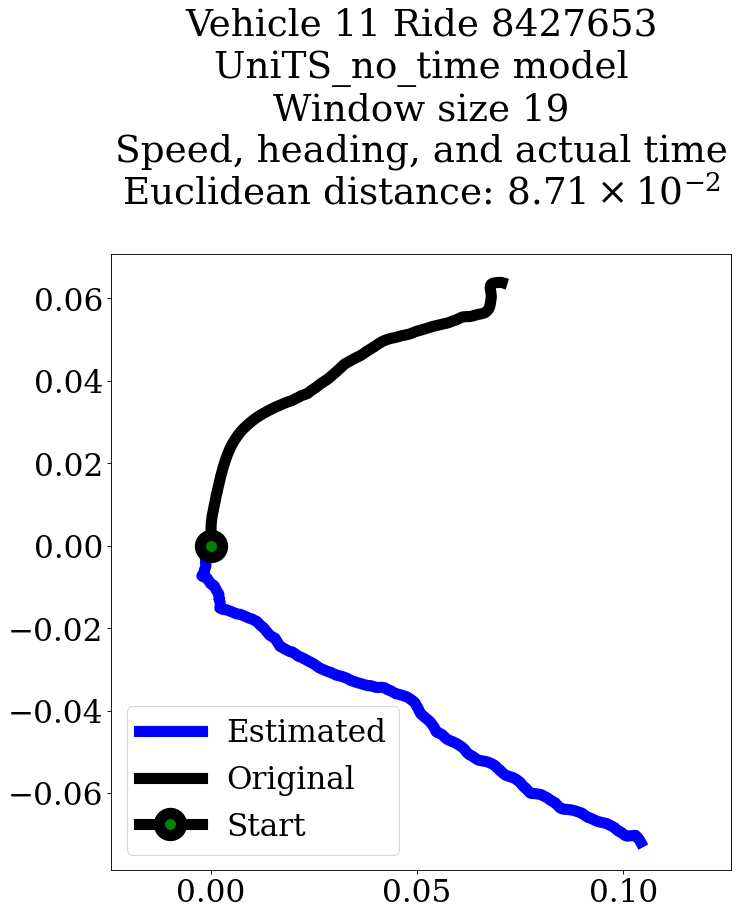 Vehicle 11 Ride 8427653
UniTS_no_time model
Window size 19
Speed, heading, and actual time
Euclidean distance: 8.71 × 10⁻²
0.06
0.04
0.02
0.00
−0.02
−0.04
−0.06
Estimated
Original
Start
0.00 0.05 0.10